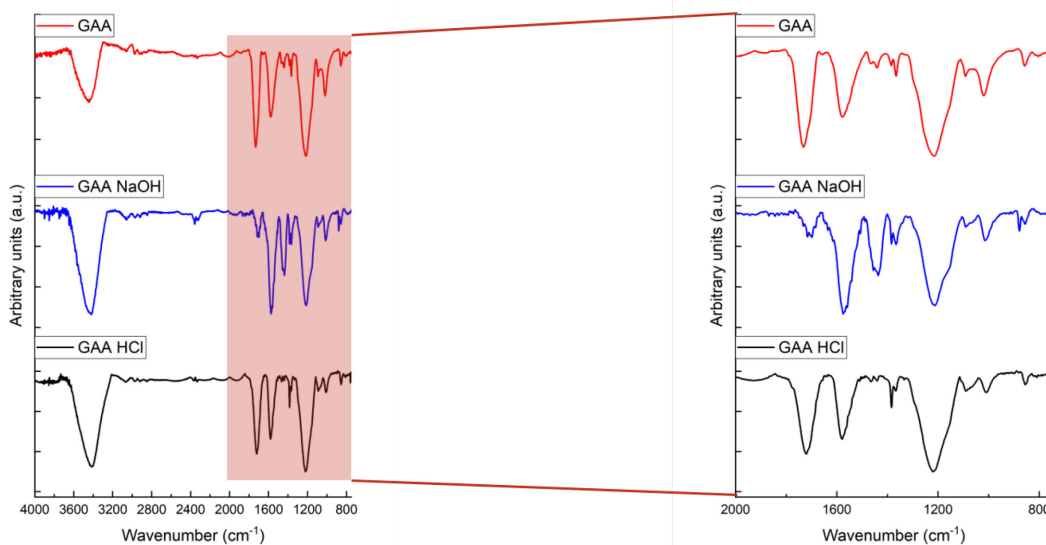 GAA
GAA NaOH
GAA HCl
Arbitrary units (a.u.)
4000 3600 3200 2800 2400 2000 1600 1200 800
Wavenumber (cm⁻¹)
GAA
GAA NaOH
GAA HCl
Arbitrary units (a.u.)
2000 1600 1200 800
Wavenumber (cm⁻¹)